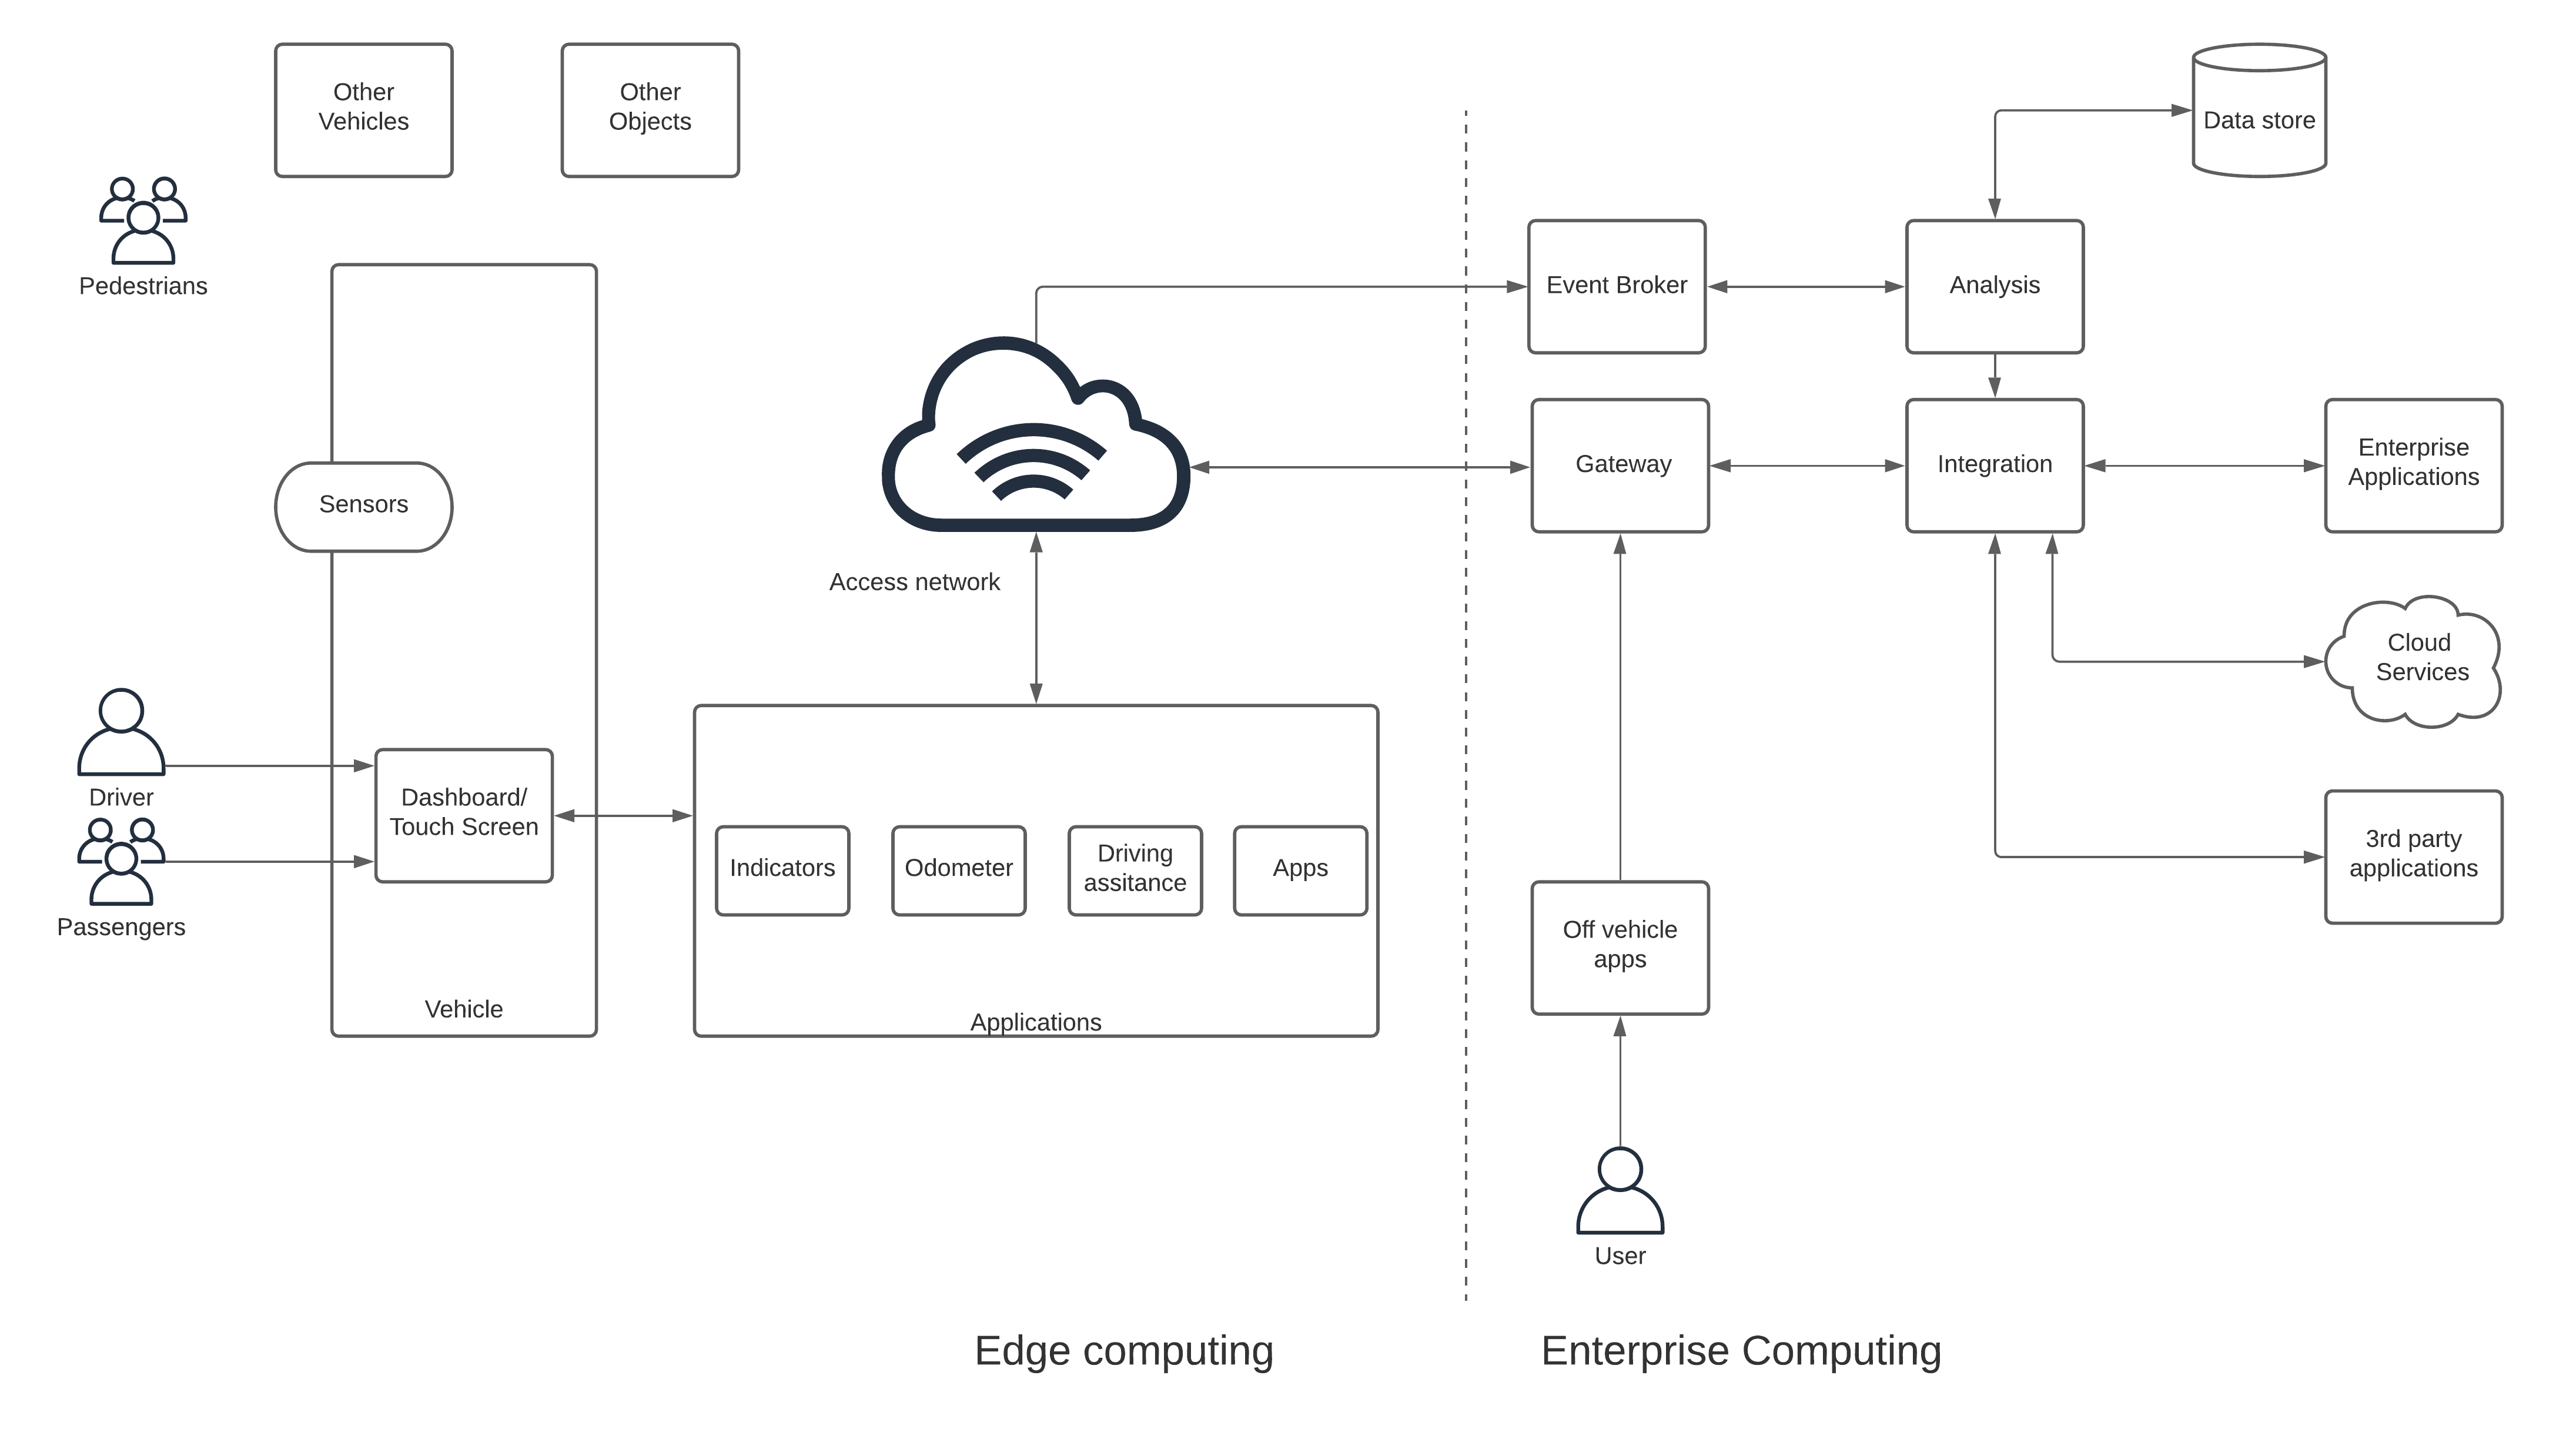 Other
Vehicles
Other
Objects
Data store
Pedestrians
Event Broker
Analysis
Sensors
Access network
Gateway
Integration
Enterprise
Applications
Cloud
Services
Driver
Passengers
Dashboard/
Touch Screen
Vehicle
Indicators
Odometer
Driving
assitance
Apps
Applications
Off vehicle
apps
3rd party
applications
User
Edge computing
Enterprise Computing